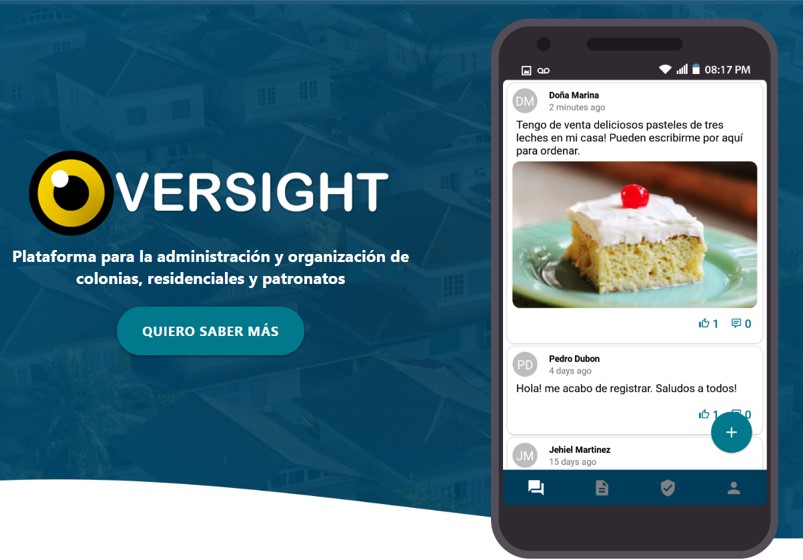 OVERSIGHT
Plataforma para la administración y organización de
colonias, residenciales y patronatos
QUIERO SABER MÁS
08:17 PM
DM
Doña Marina
2 minutes ago
Tengo de venta deliciosos pasteles de tres
leches en mi casa! Pueden escribirme por aquí
para ordenar.
1 0
PD
Pedro Dubon
4 days ago
Hola! me acabo de registrar. Saludos a todos!
1 0
+
JM
Jehiel Martinez
15 days ago